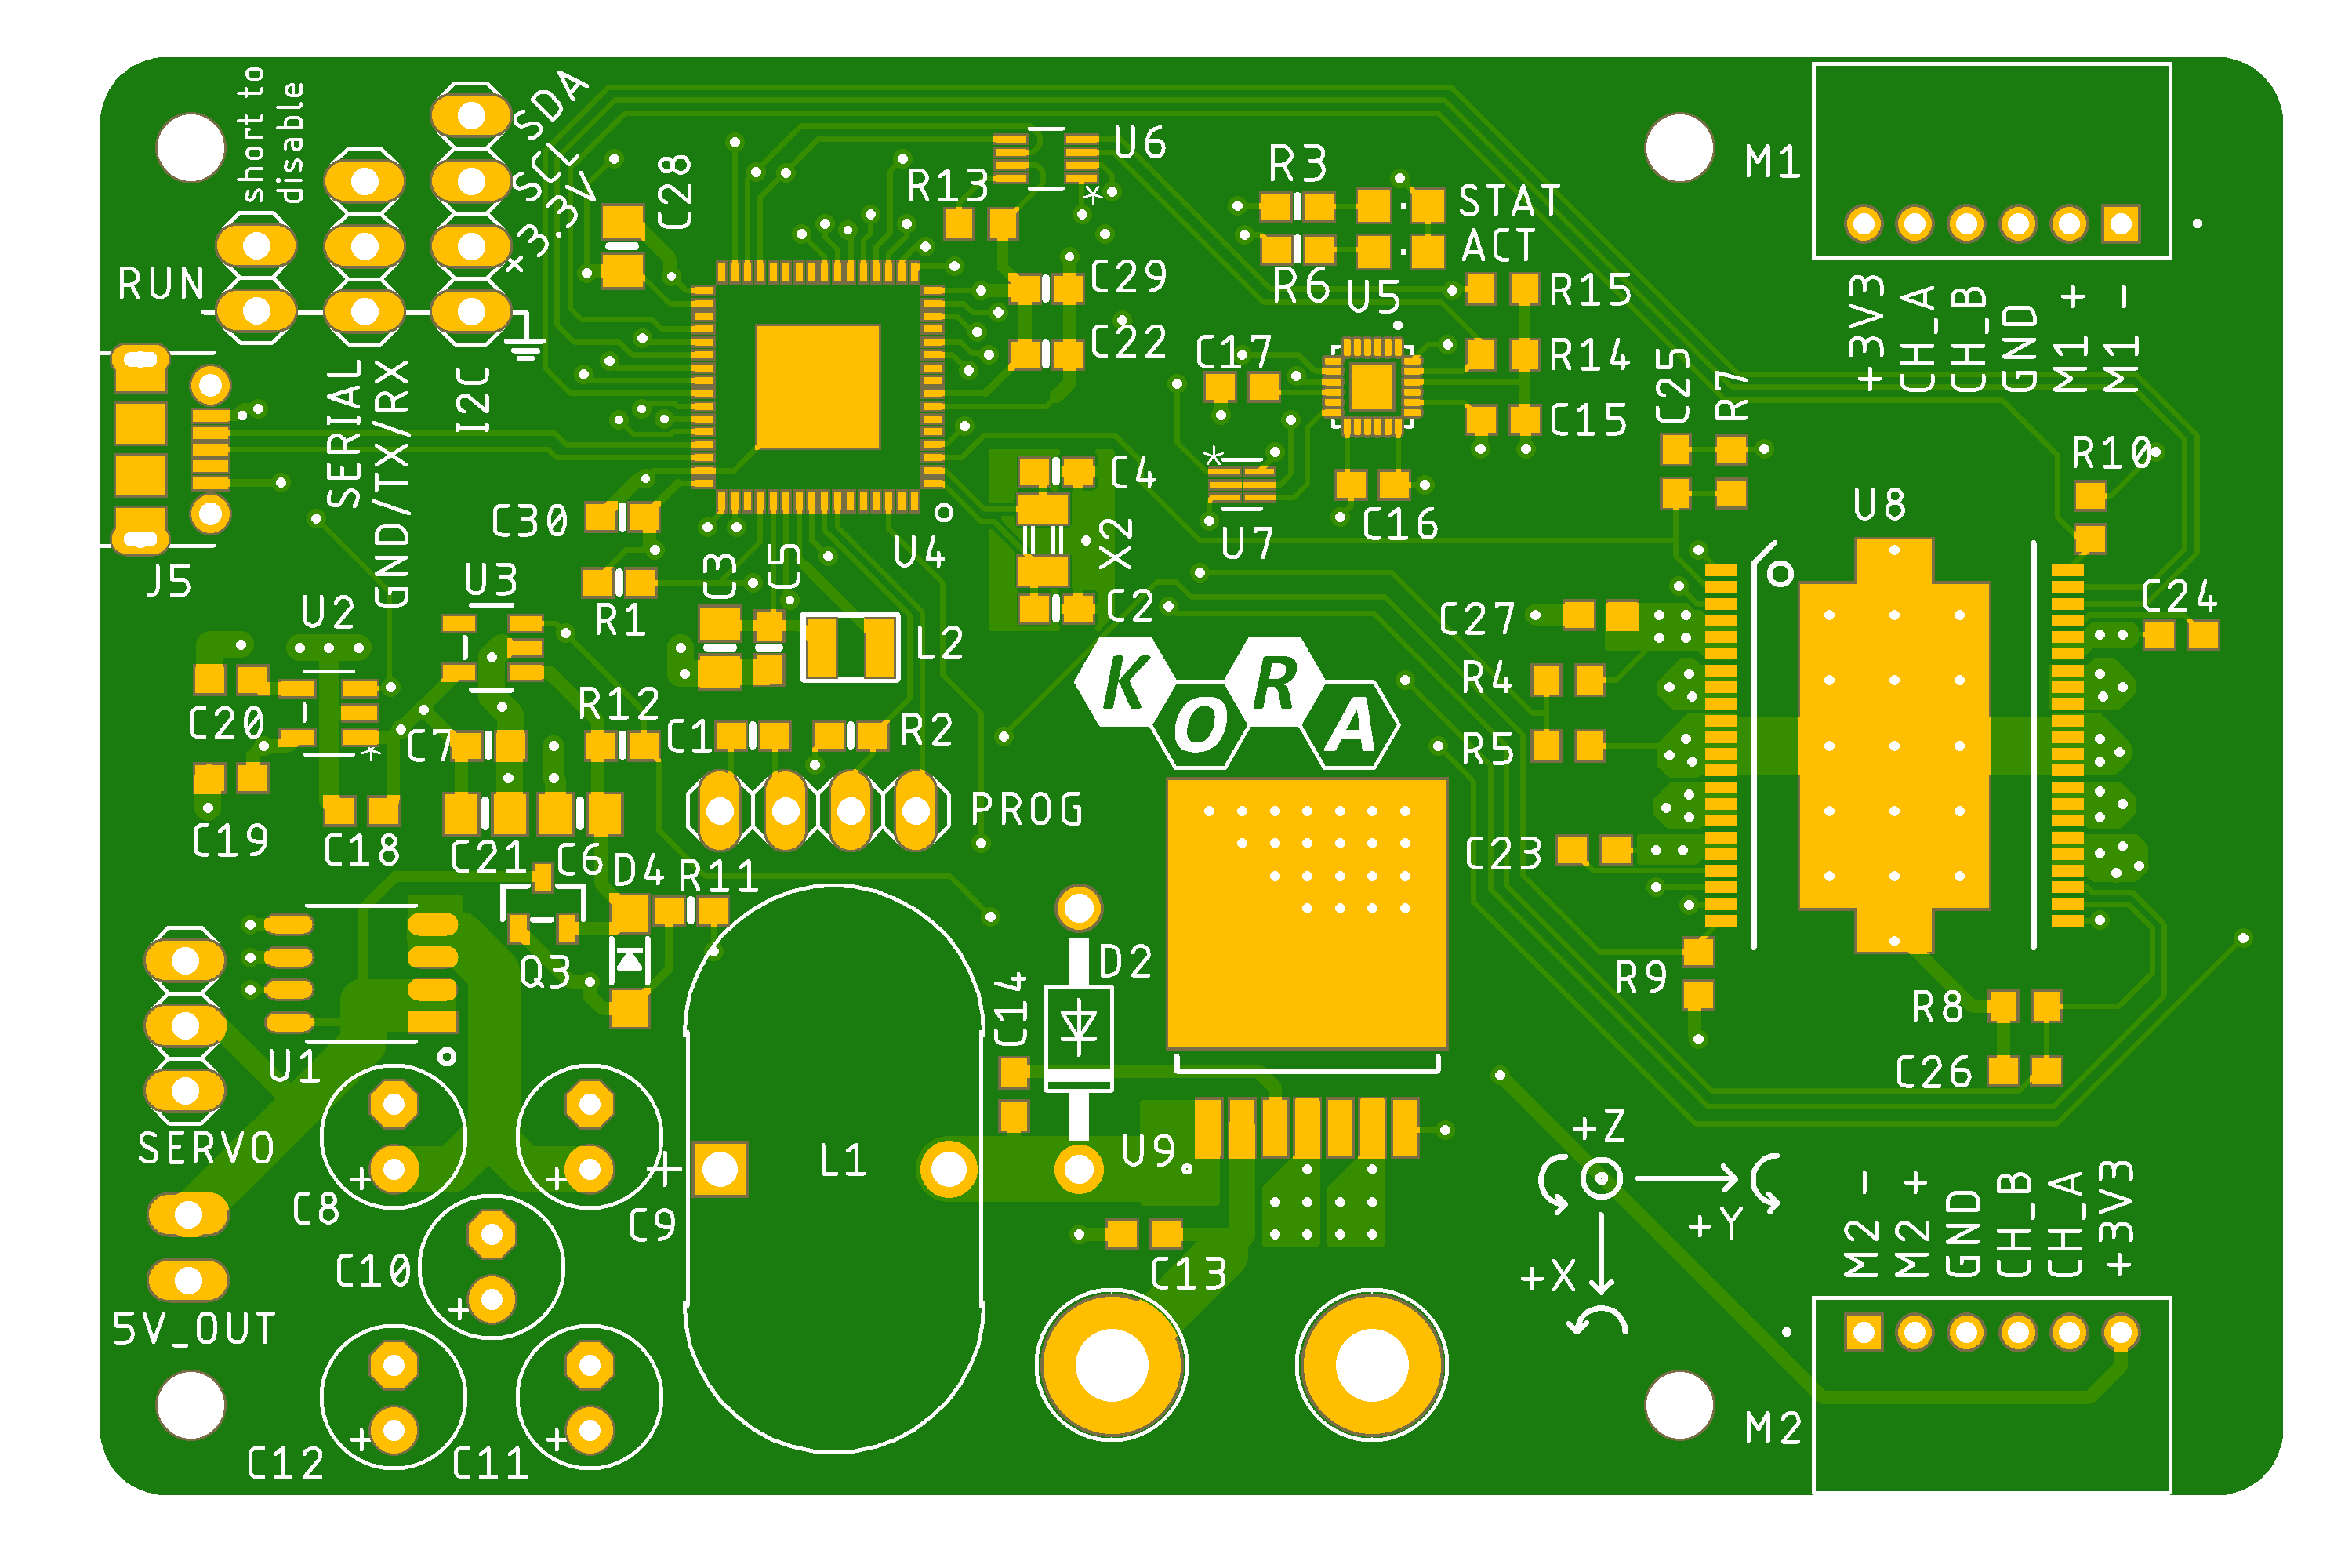 short to
disable
SDA
SCL
+3.3V
RUN
SERIAL
GND/TX/RX
I2C
C28
R13
U6
*
R3
STAT
ACT
R6
U5
R15
R14
C15
C29
C22
C17
*
U7
C16
C25
R7
M1
+3V3
CH_A
CH_B
GND
M1 +
M1 -
R10
U8
C24
J5
C30
U4
C4
X2
C2
U3
R1
C3
C5
L2
U2
C20
*
C19
C18
C7
R12
C1
R2
C21
C6
PROG
KORA
C27
R4
R5
C23
R9
R8
C26
D4
R11
Q3
U1
SERVO
5V_OUT
C8
+
C9
+
C10
+
C12
+
C11
+
+
L1
D2
C14
U9
C13
+Z
+Y
+X
M2 -
M2 +
GND
CH_B
CH_A
+3V3
M2